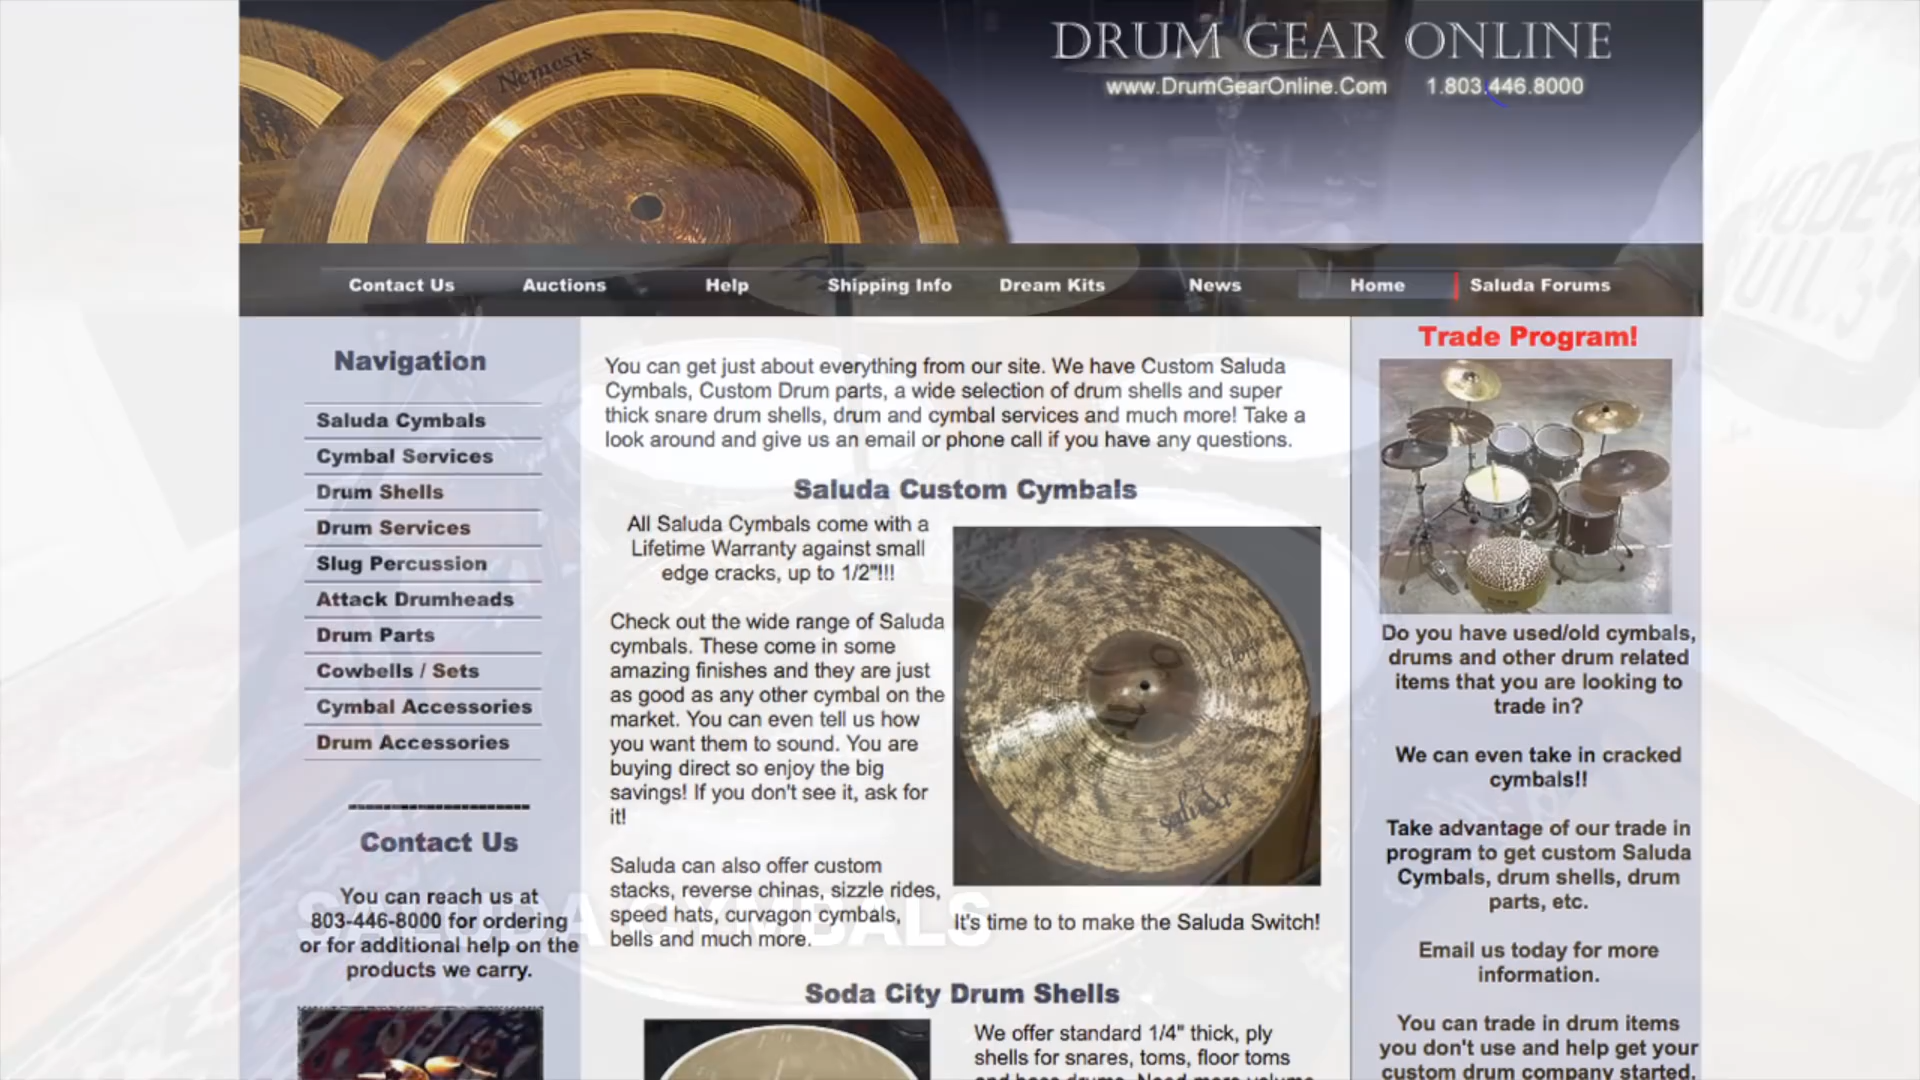 DRUM GEAR ONLINE
www.DrumGearOnline.Com 1.803.446.8000
Nemesis
Contact Us Auctions Help Shipping Info Dream Kits News Home Saluda Forums
Navigation
Saluda Cymbals
Cymbal Services
Drum Shells
Drum Services
Slug Percussion
Attack Drumheads
Drum Parts
Cowbells / Sets
Cymbal Accessories
Drum Accessories
Contact Us
You can reach us at
803-446-8000 for ordering
or for additional help on the
products we carry.
You can get just about everything from our site. We have Custom Saluda
Cymbals, Custom Drum parts, a wide selection of drum shells and super
thick snare drum shells, drum and cymbal services and much more! Take a
look around and give us an email or phone call if you have any questions.
Saluda Custom Cymbals
All Saluda Cymbals come with a
Lifetime Warranty against small
edge cracks, up to 1/2"!!!
Check out the wide range of Saluda
cymbals. These come in some
amazing finishes and they are just
as good as any other cymbal on the
market. You can even tell us how
you want them to sound. You are
buying direct so enjoy the big
savings! If you don't see it, ask for
it!
Saluda can also offer custom
stacks, reverse chinas, sizzle rides,
speed hats, curvagon cymbals,
bells and much more.
Glory
saluda
It's time to to make the Saluda Switch!
SALUDA CYMBALS
Soda City Drum Shells
We offer standard 1/4" thick, ply
shells for snares, toms, floor toms
and bass drums. Need more volume
Trade Program!
Do you have used/old cymbals,
drums and other drum related
items that you are looking to
trade in?
We can even take in cracked
cymbals!!
Take advantage of our trade in
program to get custom Saluda
Cymbals, drum shells, drum
parts, etc.
Email us today for more
information.
You can trade in drum items
you don't use and help get your
custom drum company started.